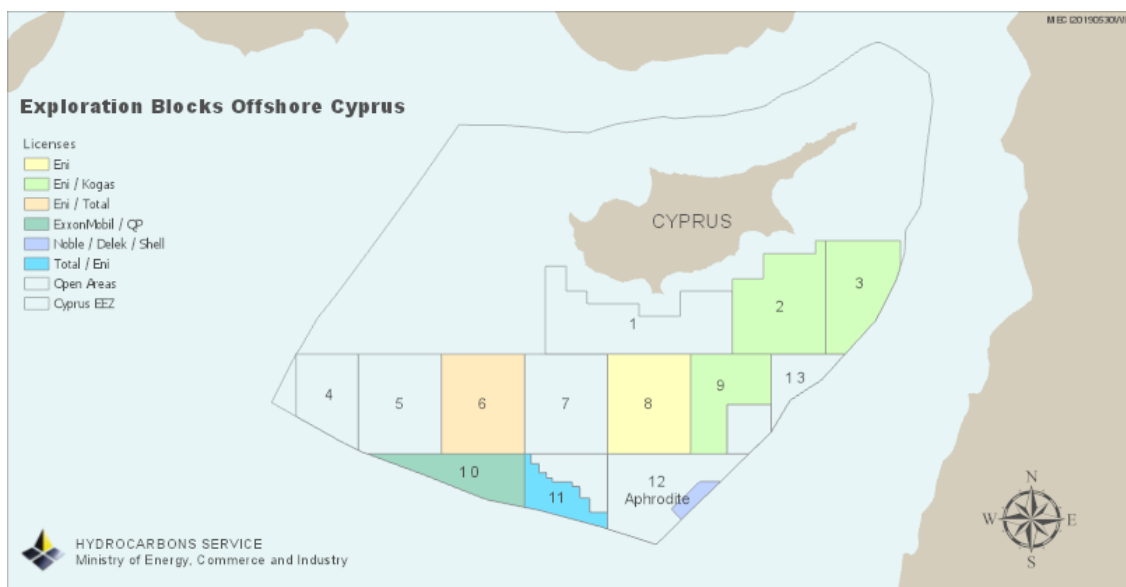 MECI20190530WI
Exploration Blocks Offshore Cyprus
Licenses
Eni
Eni / Kogas
Eni / Total
ExxonMobil / QP
Noble / Delek / Shell
Total / Eni
Open Areas
Cyprus EEZ
CYPRUS
3
2
1
13
9
4
5
6
7
8
10
11
12
Aphrodite
N
W
E
S
HYDROCARBONS SERVICE
Ministry of Energy, Commerce and Industry